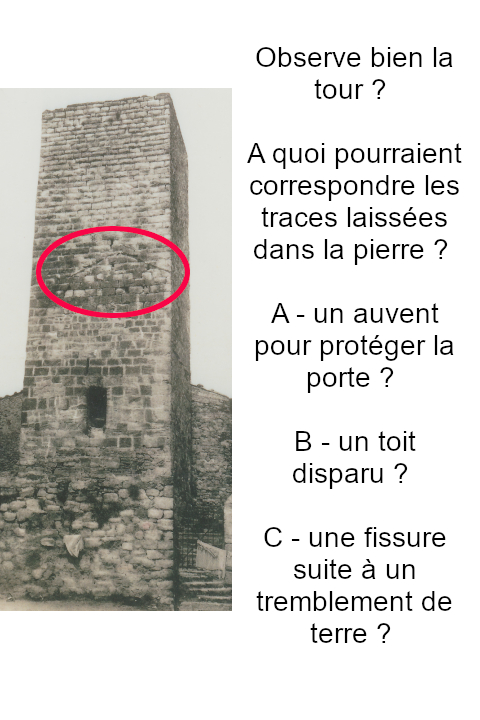 Observe bien la
tour ?
A quoi pourraient
correspondre les
traces laissées
dans la pierre ?
A - un auvent
pour protéger la
porte ?
B - un toit
disparu ?
C - une fissure
suite à un
tremblement de
terre ?